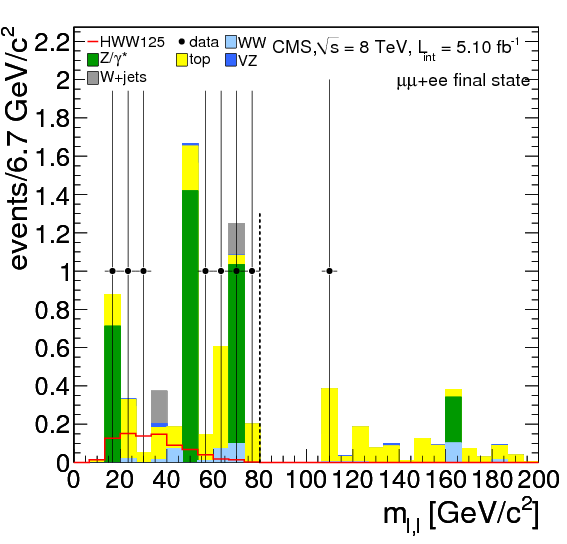 HWW125 data WW CMS,√s = 8 TeV, L_int = 5.10 fb⁻¹
Z/γ* top VZ
W+jets μμ+ee final state
events/6.7 GeV/c²
2.2
2
1.8
1.6
1.4
1.2
1
0.8
0.6
0.4
0.2
0
0 20 40 60 80 100 120 140 160 180 200
m_l,l [GeV/c²]